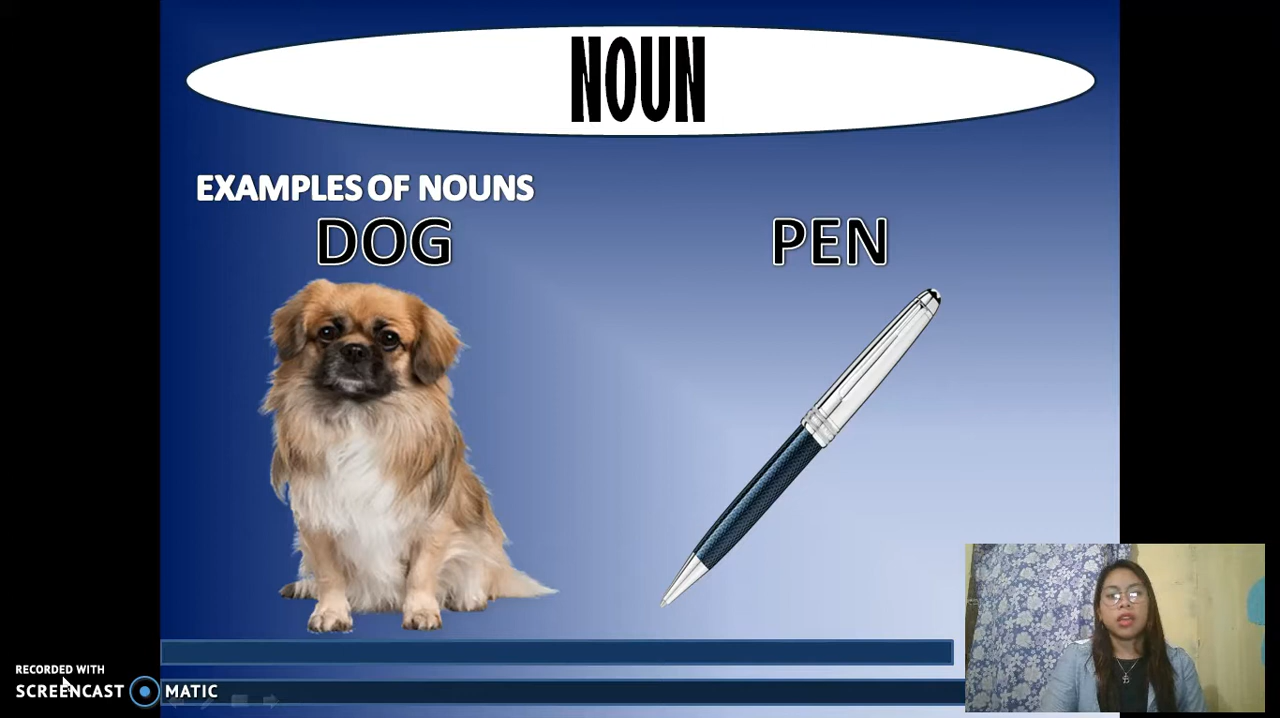 NOUN
EXAMPLES OF NOUNS
DOG
PEN
RECORDED WITH
SCREENCAST MATIC